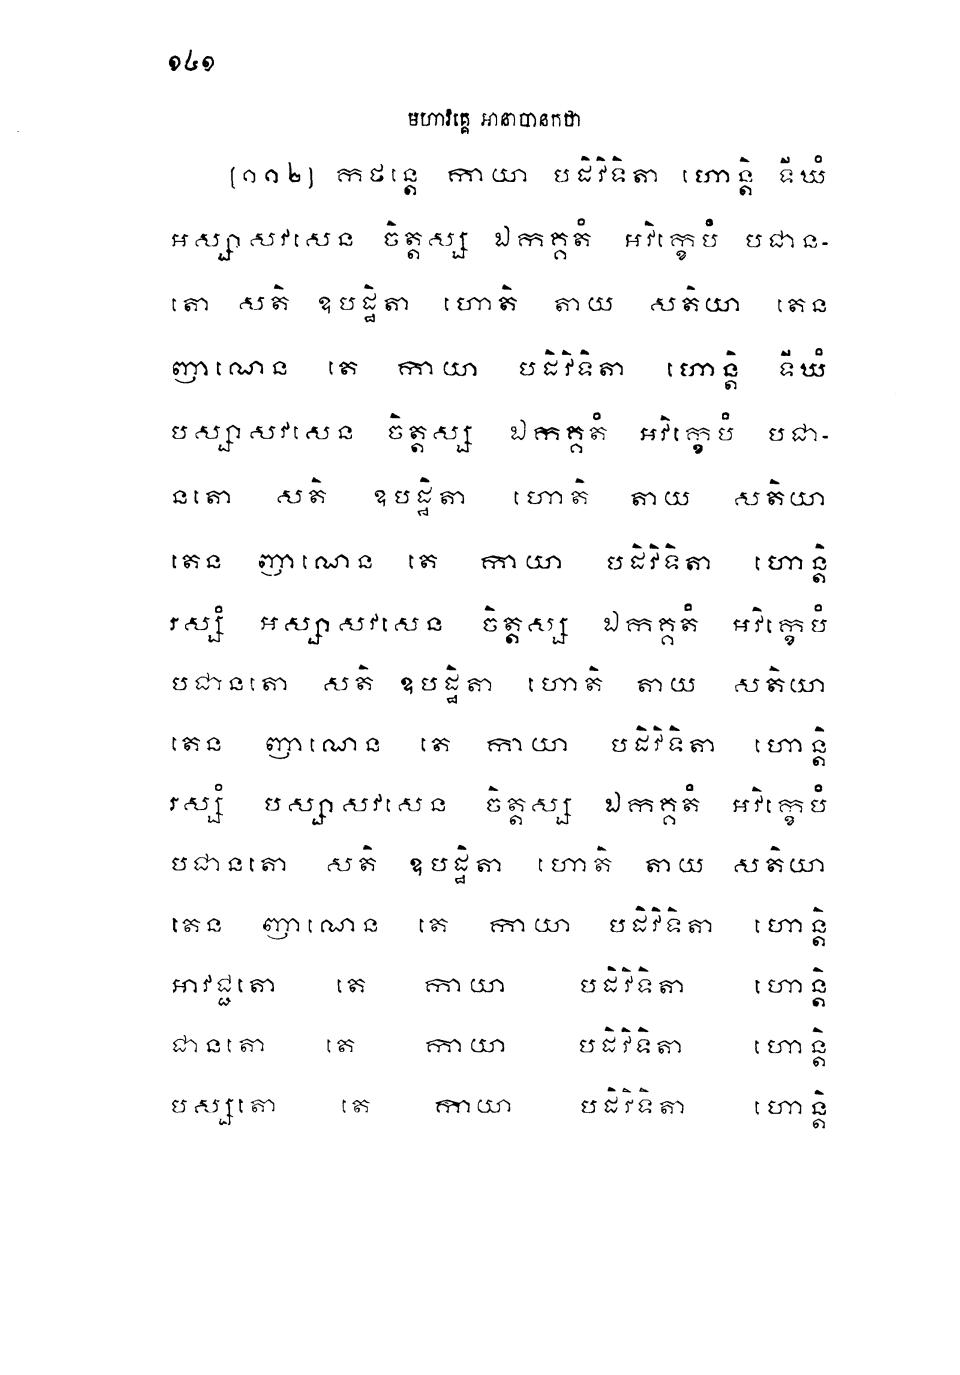 ១៤១
មហាវគ្គេ អានាបានកថា
(១១២) កថន្តេ កាយា បដិវិទិតា ហោន្តិ ទីឃំ
អស្សាសវសេន ចិត្តស្ស ឯកគ្គតំ អវិក្ខេបំ បជាន-
តោ សតិ ឧបដ្ឋិតា ហោតិ តាយ សតិយា តេន
ញាណេន តេ កាយា បដិវិទិតា ហោន្តិ ទីឃំ
បស្សាសវសេន ចិត្តស្ស ឯកគ្គតំ អវិក្ខេបំ បជា-
នតោ សតិ ឧបដ្ឋិតា ហោតិ តាយ សតិយា
តេន ញាណេន តេ កាយា បដិវិទិតា ហោន្តិ
រស្សំ អស្សាសវសេន ចិត្តស្ស ឯកគ្គតំ អវិក្ខេបំ
បជានតោ សតិ ឧបដ្ឋិតា ហោតិ តាយ សតិយា
តេន ញាណេន តេ កាយា បដិវិទិតា ហោន្តិ
រស្សំ បស្សាសវសេន ចិត្តស្ស ឯកគ្គតំ អវិក្ខេបំ
បជានតោ សតិ ឧបដ្ឋិតា ហោតិ តាយ សតិយា
តេន ញាណេន តេ កាយា បដិវិទិតា ហោន្តិ
អាវជ្ជតោ តេ កាយា បដិវិទិតា ហោន្តិ
ជានតោ តេ កាយា បដិវិទិតា ហោន្តិ
បស្សតោ តេ កាយា បដិវិទិតា ហោន្តិ